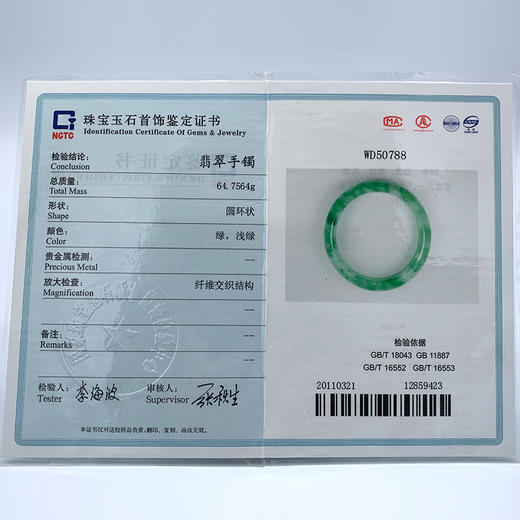 NGTC
珠宝玉石首饰鉴定证书
Identification Certificate Of Gems & Jewelry
检验结论:
Conclusion
翡翠手镯
总质量:
Total Mass
64.7564g
形状:
Shape
圆环状
颜色:
Color
绿，浅绿
贵金属检测:
Precious Metal
--
放大检查:
Magnification
纤维交织结构
--
备注:
Remarks
--
--
检验人:
Tester
李海波
审核人:
Supervisor
本证书仅对送检样品负责，翻印、复制、涂改无效。
MA
WD50788
检验依据
GB/T 18043 GB 11887
GB/T 16552 GB/T 16553
20110321
12859423